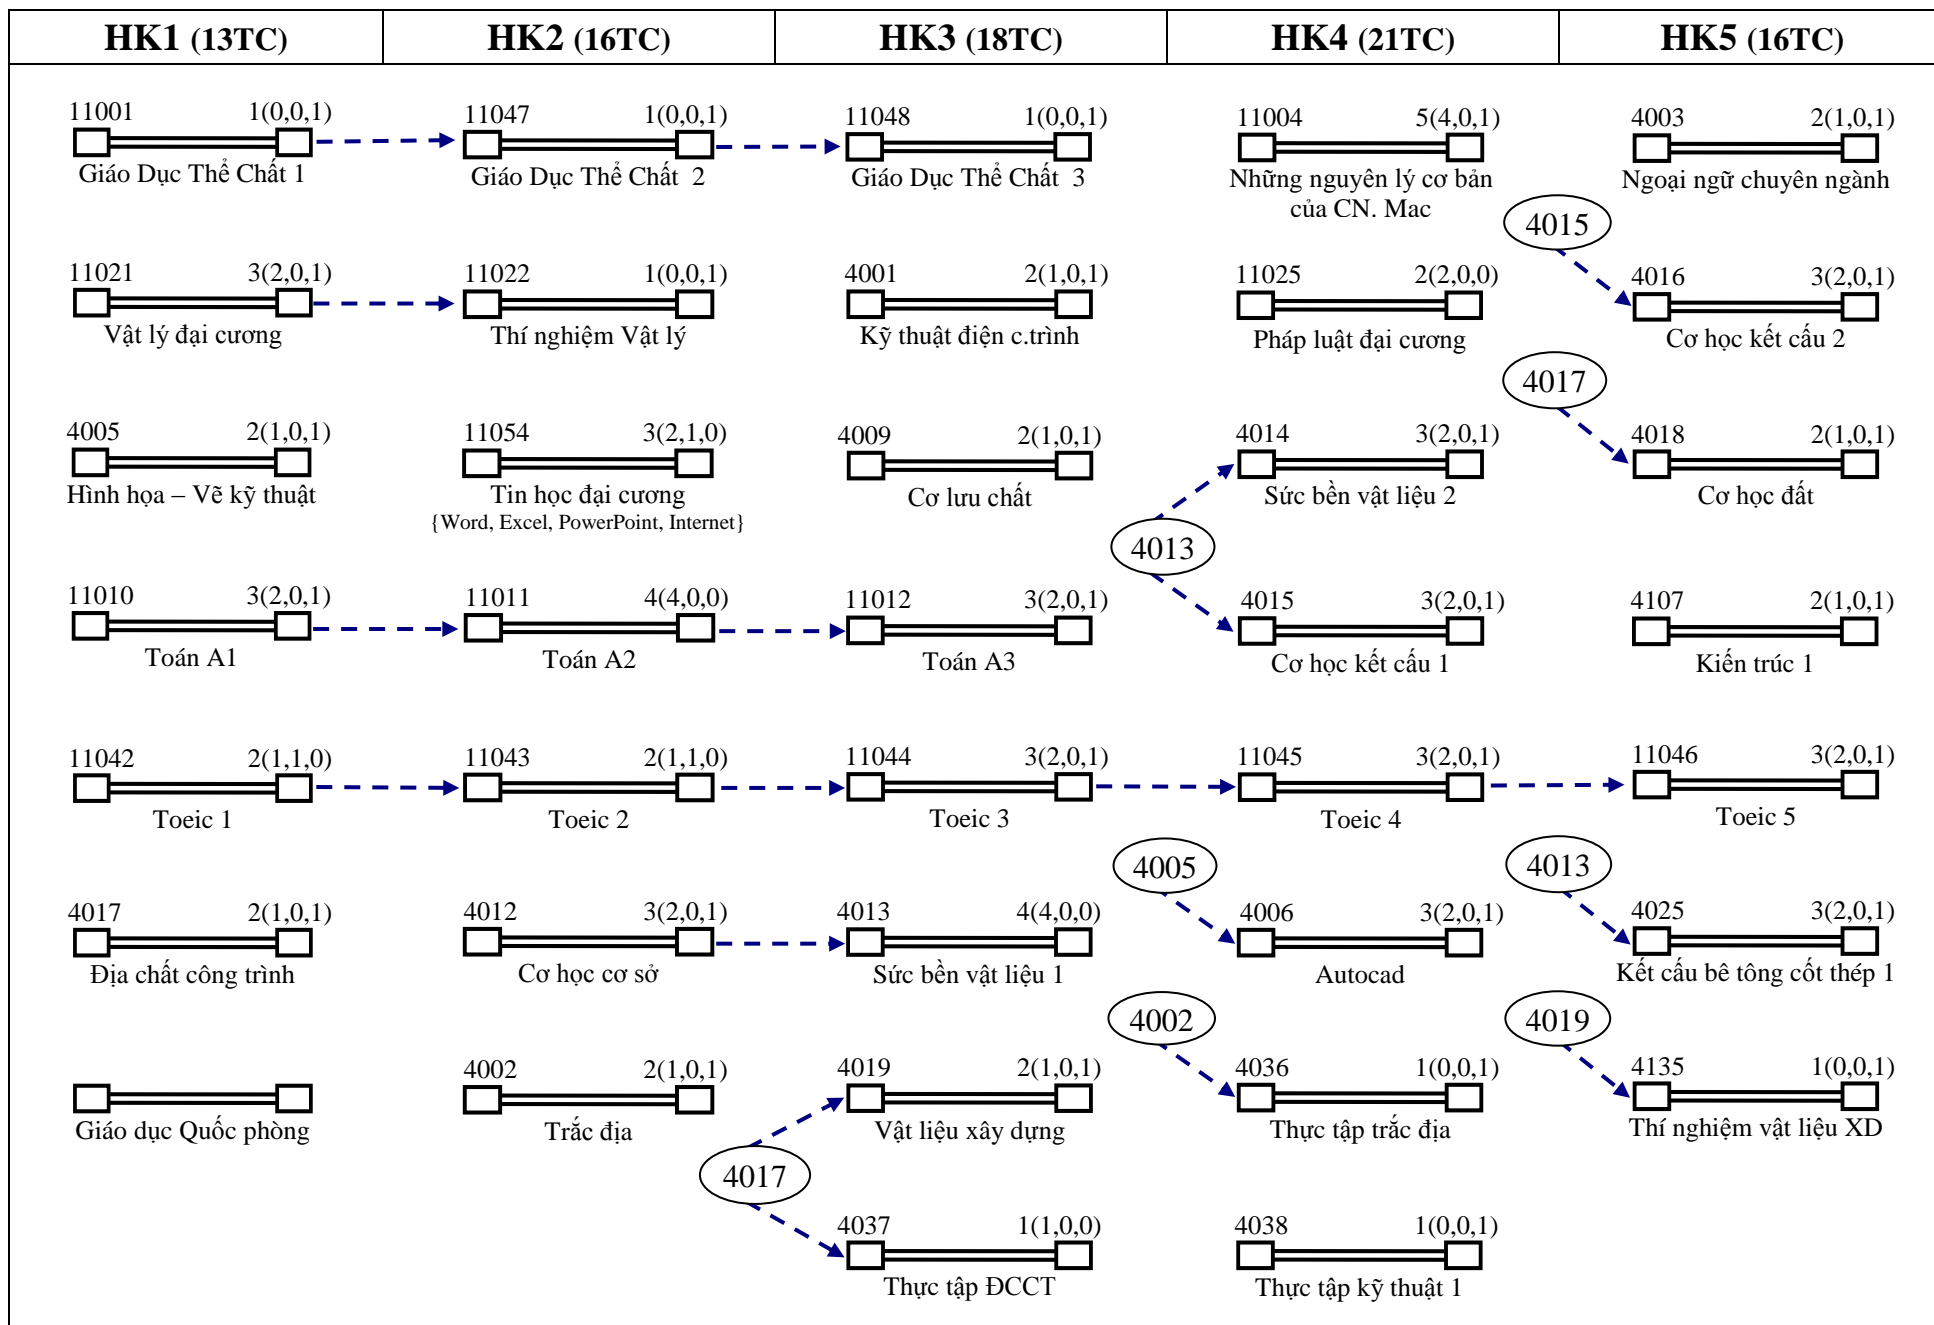 HK1 (13TC) HK2 (16TC) HK3 (18TC) HK4 (21TC) HK5 (16TC)
11001 1(0,0,1) 11047 1(0,0,1) 11048 1(0,0,1) 11004 5(4,0,1) 4003 2(1,0,1)
Giáo Dục Thể Chất 1 Giáo Dục Thể Chất 2 Giáo Dục Thể Chất 3 Những nguyên lý cơ bản Ngoại ngữ chuyên ngành
của CN. Mac
4015
11021 3(2,0,1) 11022 1(0,0,1) 4001 2(1,0,1) 11025 2(2,0,0) 4016 3(2,0,1)
Vật lý đại cương Thí nghiệm Vật lý Kỹ thuật điện c.trình Pháp luật đại cương Cơ học kết cấu 2
4017
4005 2(1,0,1) 11054 3(2,1,0) 4009 2(1,0,1) 4014 3(2,0,1) 4018 2(1,0,1)
Hình họa – Vẽ kỹ thuật Tin học đại cương Cơ lưu chất Sức bền vật liệu 2 Cơ học đất
{Word, Excel, PowerPoint, Internet}
4013
11010 3(2,0,1) 11011 4(4,0,0) 11012 3(2,0,1) 4015 3(2,0,1) 4107 2(1,0,1)
Toán A1 Toán A2 Toán A3 Cơ học kết cấu 1 Kiến trúc 1
11042 2(1,1,0) 11043 2(1,1,0) 11044 3(2,0,1) 11045 3(2,0,1) 11046 3(2,0,1)
Toeic 1 Toeic 2 Toeic 3 Toeic 4 Toeic 5
4005 4013
4017 2(1,0,1) 4012 3(2,0,1) 4013 4(4,0,0) 4006 3(2,0,1) 4025 3(2,0,1)
Địa chất công trình Cơ học cơ sở Sức bền vật liệu 1 Autocad Kết cấu bê tông cốt thép 1
4002 4019
4002 2(1,0,1) 4019 2(1,0,1) 4036 1(0,0,1) 4135 1(0,0,1)
Giáo dục Quốc phòng Trắc địa Vật liệu xây dựng Thực tập trắc địa Thí nghiệm vật liệu XD
4017
4037 1(1,0,0) 4038 1(0,0,1)
Thực tập ĐCCT Thực tập kỹ thuật 1